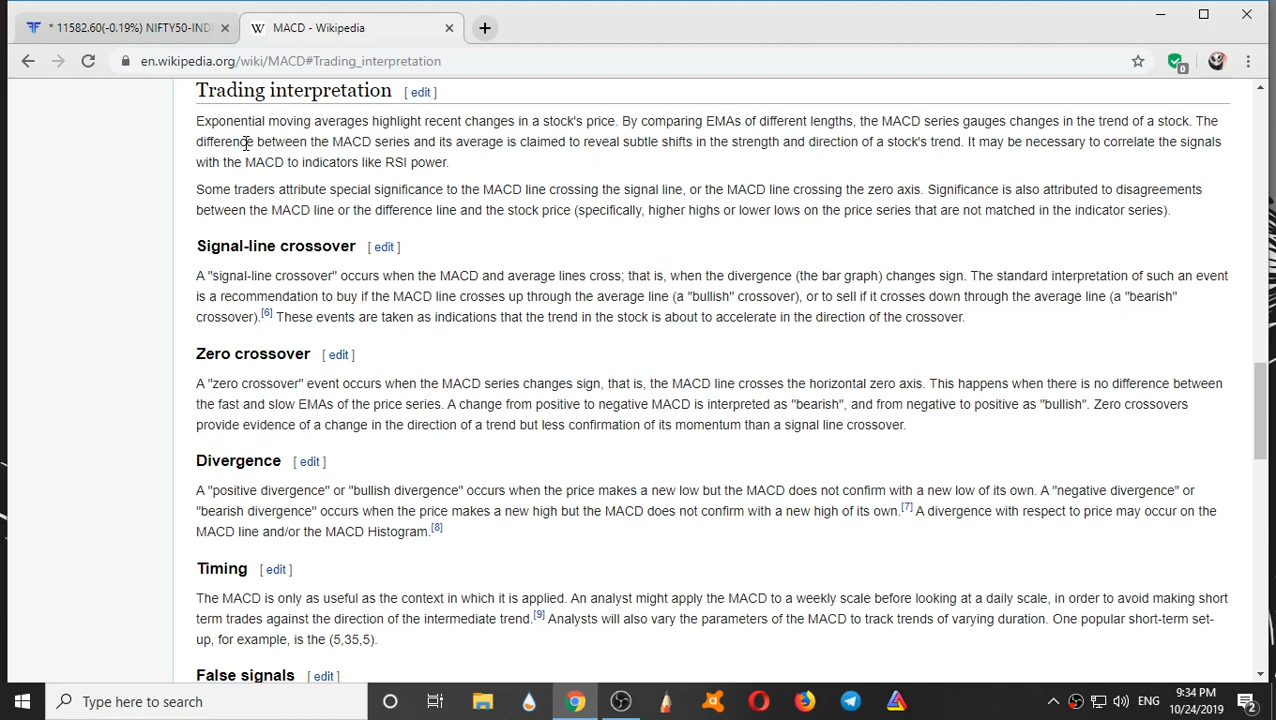 * 11582.60(-0.19%) NIFTY50-IND
MACD - Wikipedia
en.wikipedia.org/wiki/MACD#Trading_interpretation
0
Trading interpretation [ edit ]
Exponential moving averages highlight recent changes in a stock's price. By comparing EMAs of different lengths, the MACD series gauges changes in the trend of a stock. The
difference between the MACD series and its average is claimed to reveal subtle shifts in the strength and direction of a stock's trend. It may be necessary to correlate the signals
with the MACD to indicators like RSI power.
Some traders attribute special significance to the MACD line crossing the signal line, or the MACD line crossing the zero axis. Significance is also attributed to disagreements
between the MACD line or the difference line and the stock price (specifically, higher highs or lower lows on the price series that are not matched in the indicator series).
Signal-line crossover [ edit ]
A "signal-line crossover" occurs when the MACD and average lines cross; that is, when the divergence (the bar graph) changes sign. The standard interpretation of such an event
is a recommendation to buy if the MACD line crosses up through the average line (a "bullish" crossover), or to sell if it crosses down through the average line (a "bearish"
crossover).[6] These events are taken as indications that the trend in the stock is about to accelerate in the direction of the crossover.
Zero crossover [ edit ]
A "zero crossover" event occurs when the MACD series changes sign, that is, the MACD line crosses the horizontal zero axis. This happens when there is no difference between
the fast and slow EMAs of the price series. A change from positive to negative MACD is interpreted as "bearish", and from negative to positive as "bullish". Zero crossovers
provide evidence of a change in the direction of a trend but less confirmation of its momentum than a signal line crossover.
Divergence [ edit ]
A "positive divergence" or "bullish divergence" occurs when the price makes a new low but the MACD does not confirm with a new low of its own. A "negative divergence" or
"bearish divergence" occurs when the price makes a new high but the MACD does not confirm with a new high of its own.[7] A divergence with respect to price may occur on the
MACD line and/or the MACD Histogram.[8]
Timing [ edit ]
The MACD is only as useful as the context in which it is applied. An analyst might apply the MACD to a weekly scale before looking at a daily scale, in order to avoid making short
term trades against the direction of the intermediate trend.[9] Analysts will also vary the parameters of the MACD to track trends of varying duration. One popular short-term set-
up, for example, is the (5,35,5).
False signals [ edit ]
Type here to search
ENG
9:34 PM
10/24/2019
2